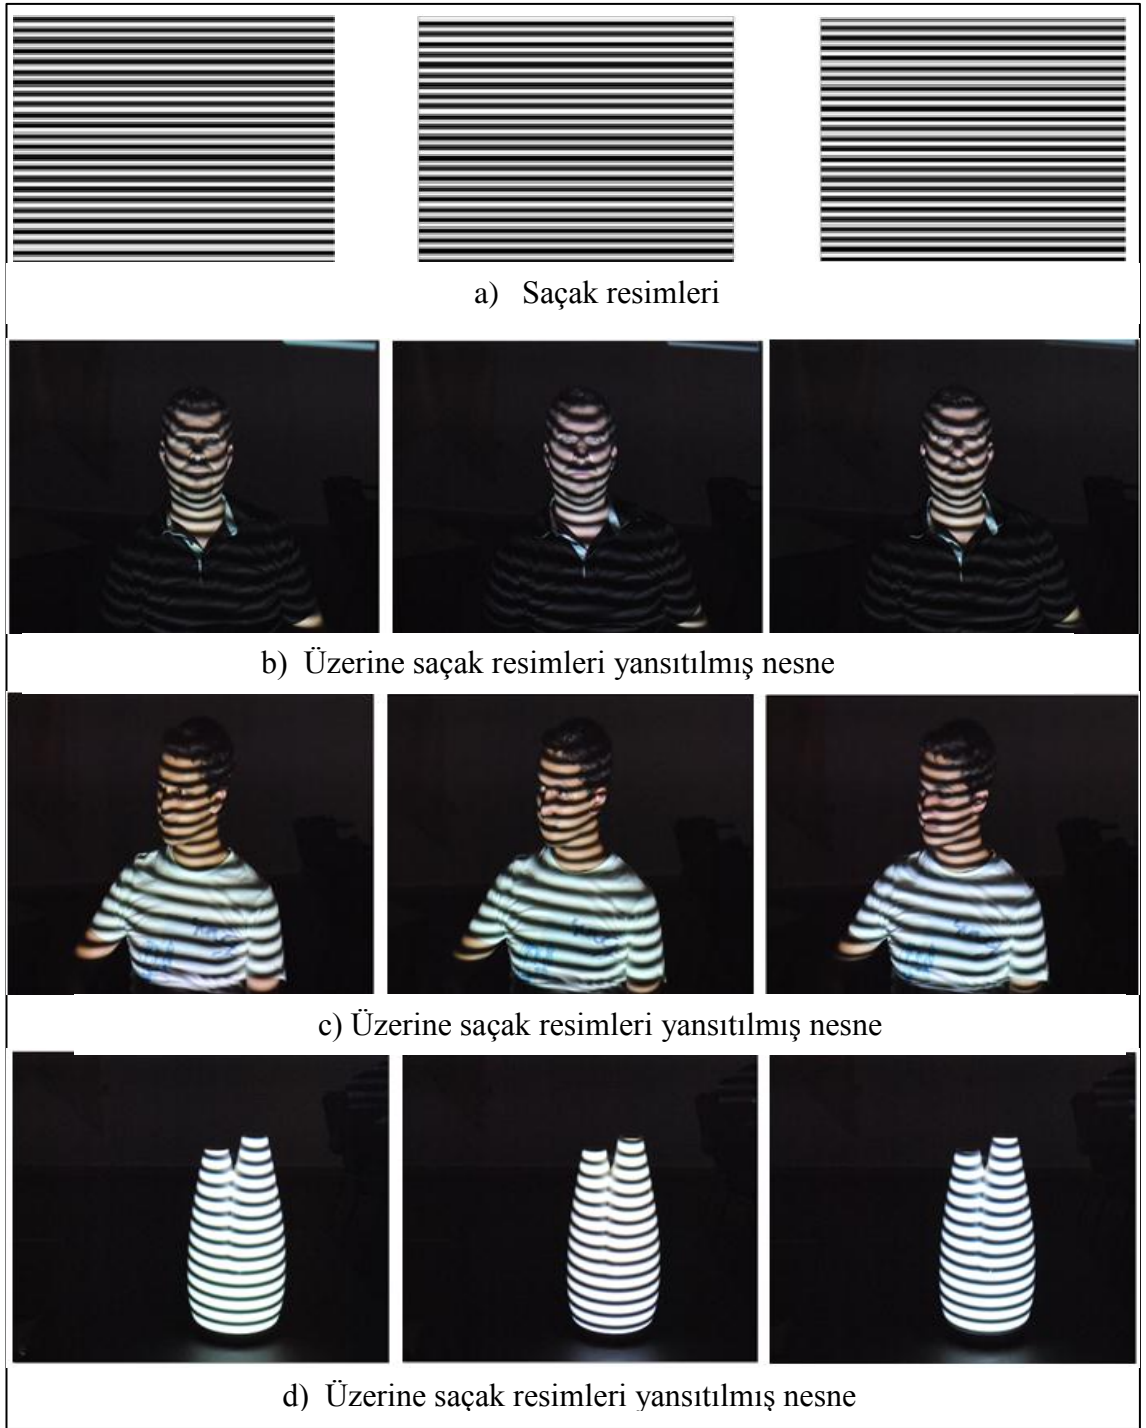 a) Saçak resimleri
b) Üzerine saçak resimleri yansıtılmış nesne
c) Üzerine saçak resimleri yansıtılmış nesne
d) Üzerine saçak resimleri yansıtılmış nesne